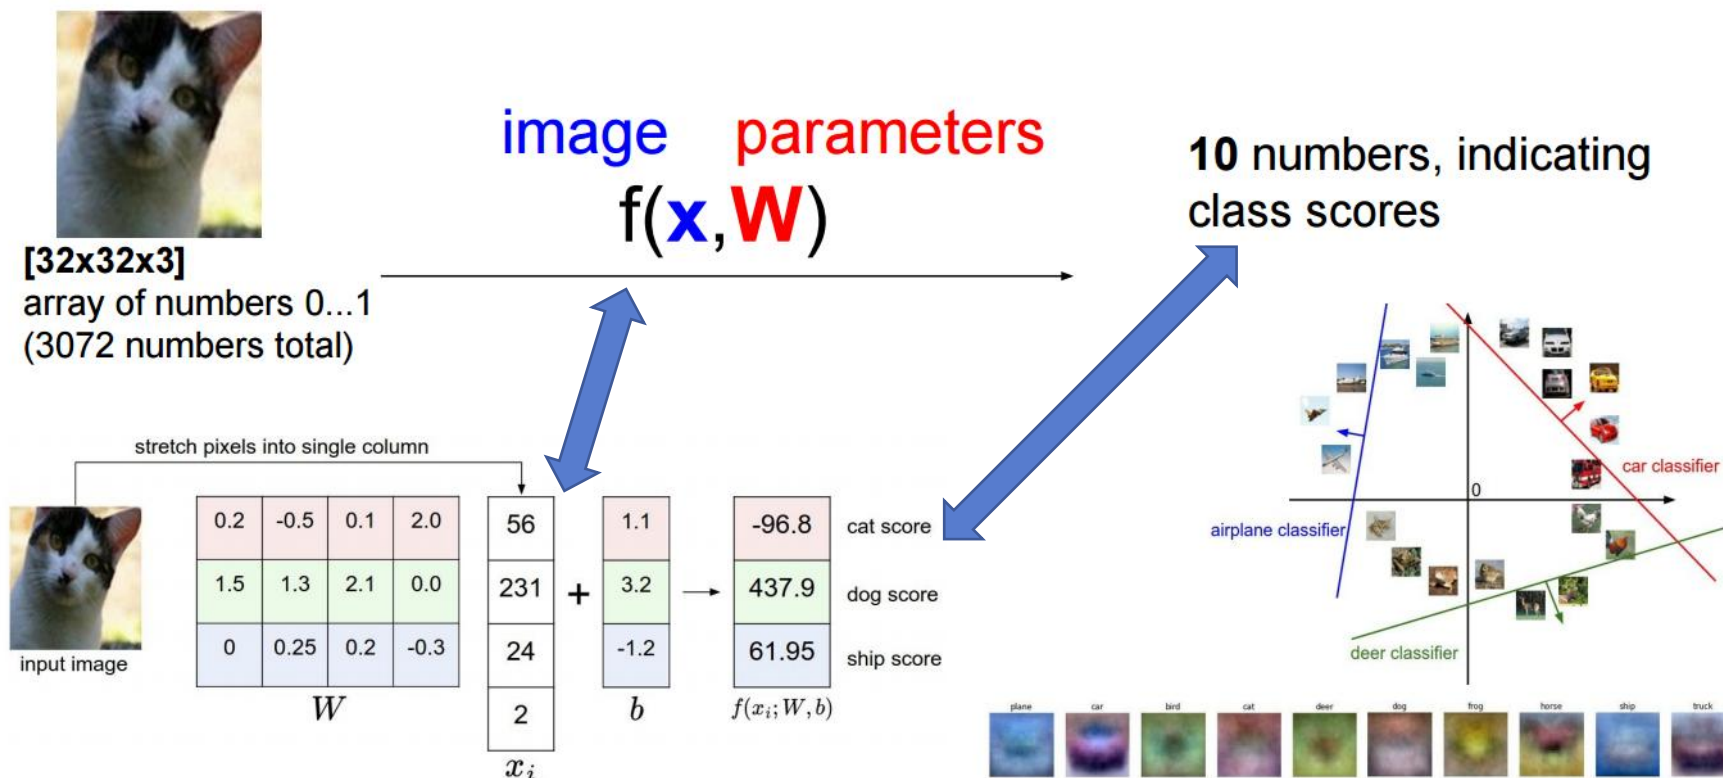 image parameters
f(x,W)
10 numbers, indicating
class scores
[32x32x3]
array of numbers 0...1
(3072 numbers total)
stretch pixels into single column
input image
0.2 -0.5 0.1 2.0
1.5 1.3 2.1 0.0
0 0.25 0.2 -0.3
W
56
231
24
2
x_i
+
1.1
3.2
-1.2
b
-96.8 cat score
437.9 dog score
61.95 ship score
f(x_i; W, b)
car classifier
0
airplane classifier
deer classifier
plane car bird cat deer dog frog horse ship truck